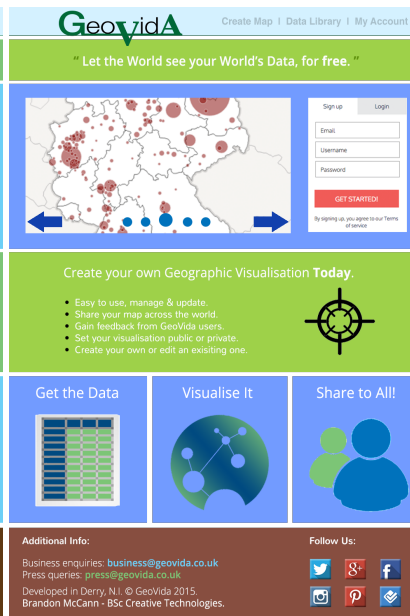 GeovidA
Create Map | Data Library | My Account
" Let the World see your World's Data, for free. "
Sign up
Login
Email
Username
Password
GET STARTED!
By signing up, you agree to our Terms
of service
Create your own Geographic Visualisation Today.
Easy to use, manage & update.
Share your map across the world.
Gain feedback from GeoVida users.
Set your visualisation public or private.
Create your own or edit an exisiting one.
Get the Data
Visualise It
Share to All!
Additional Info:
Follow Us:
Business enquiries: business@geovida.co.uk
Press queries: press@geovida.co.uk
Developed in Derry, N.I. © GeoVida 2015.
Brandon McCann - BSc Creative Technologies.